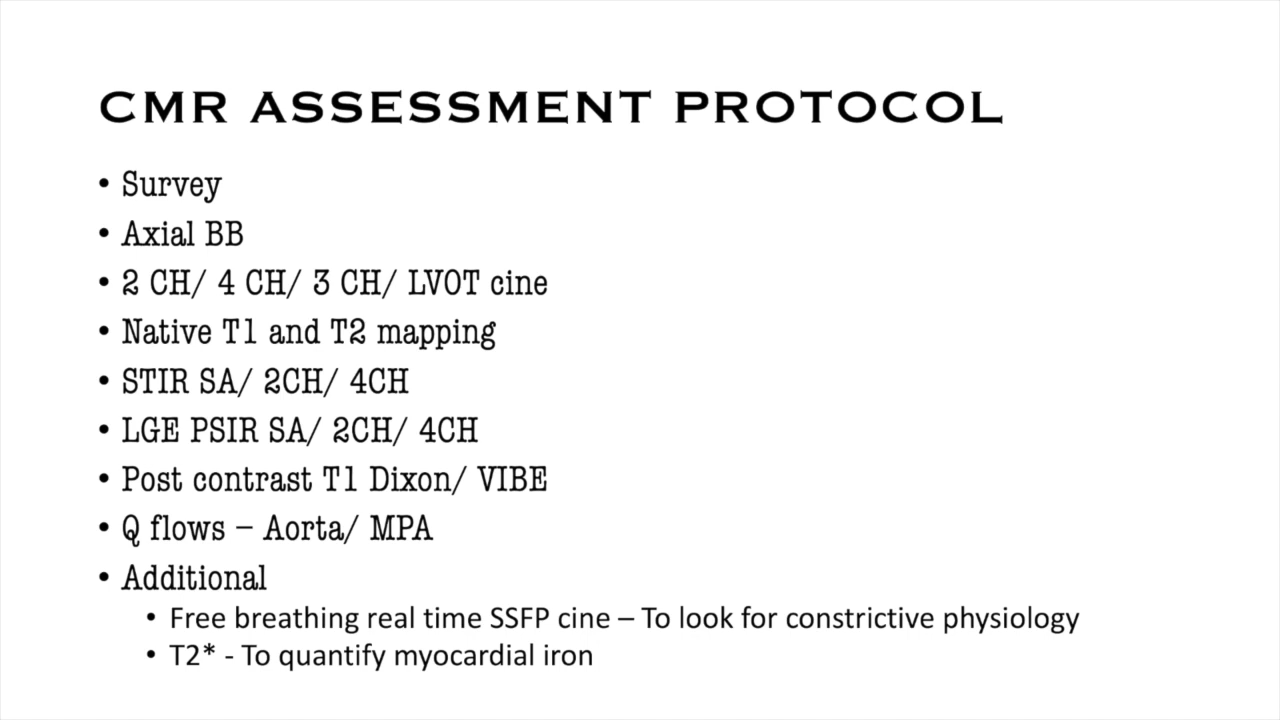 CMR ASSESSMENT PROTOCOL
• Survey
• Axial BB
• 2 CH/ 4 CH/ 3 CH/ LVOT cine
• Native T1 and T2 mapping
• STIR SA/ 2CH/ 4CH
• LGE PSIR SA/ 2CH/ 4CH
• Post contrast T1 Dixon/ VIBE
• Q flows – Aorta/ MPA
• Additional
• Free breathing real time SSFP cine – To look for constrictive physiology
• T2* - To quantify myocardial iron